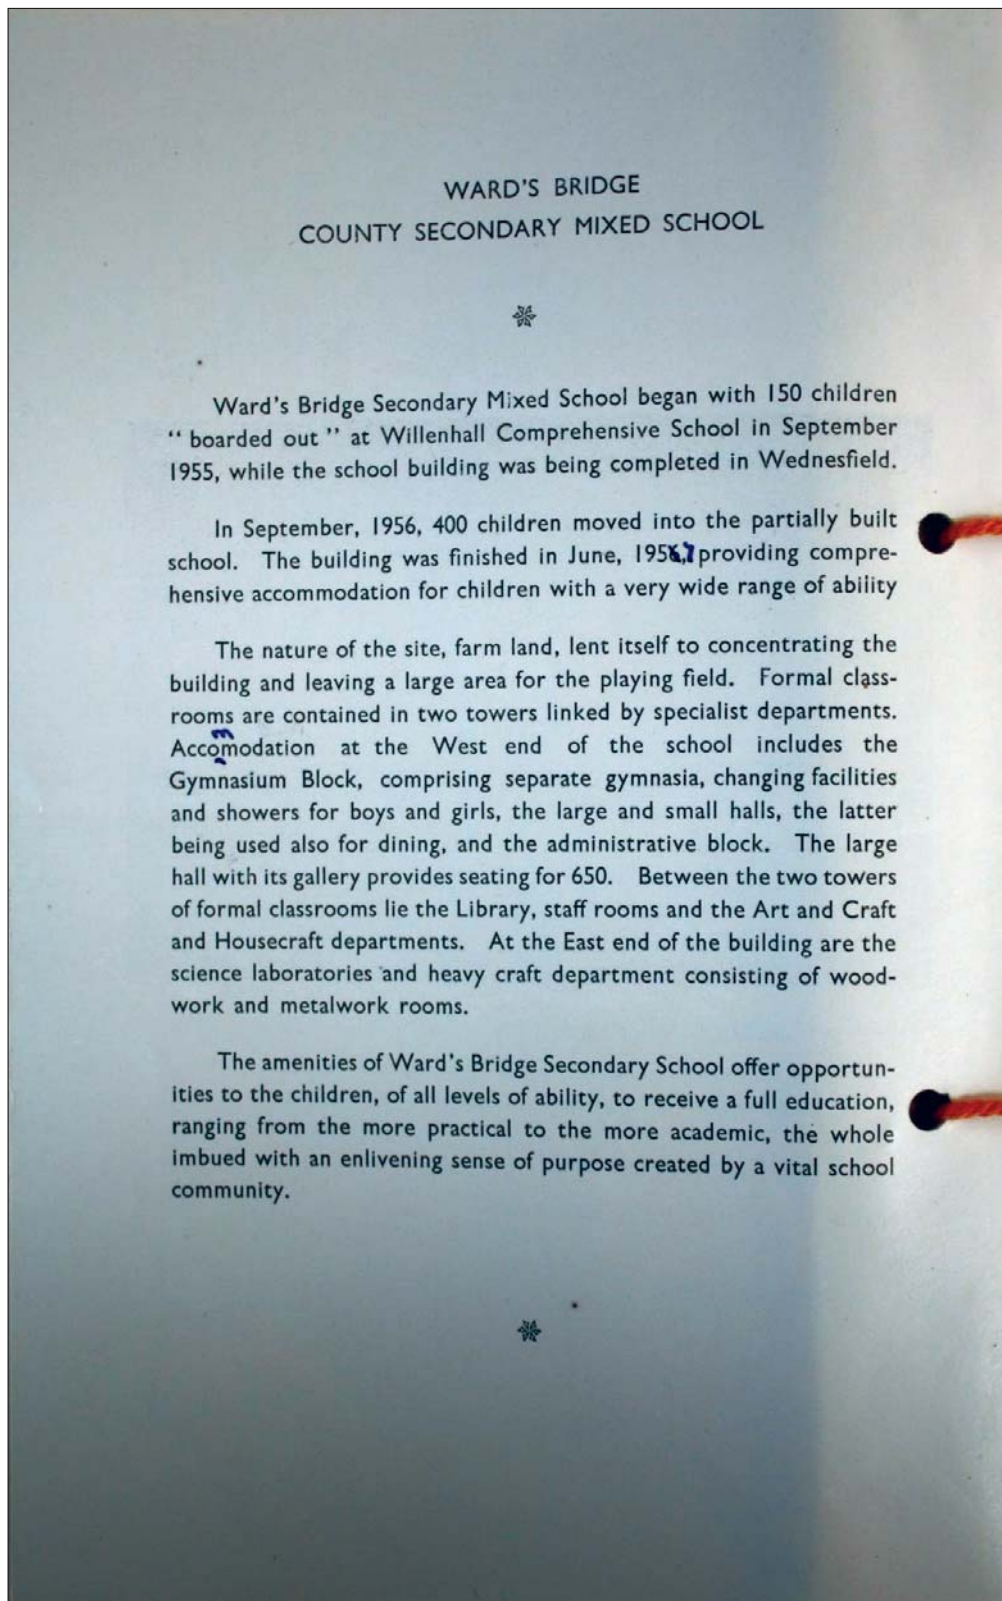 WARD'S BRIDGE
COUNTY SECONDARY MIXED SCHOOL
Ward's Bridge Secondary Mixed School began with 150 children
“ boarded out ” at Willenhall Comprehensive School in September
1955, while the school building was being completed in Wednesfield.
In September, 1956, 400 children moved into the partially built
school. The building was finished in June, 1957 providing compre-
hensive accommodation for children with a very wide range of ability
The nature of the site, farm land, lent itself to concentrating the
building and leaving a large area for the playing field. Formal class-
rooms are contained in two towers linked by specialist departments.
m
Accomodation at the West end of the school includes the
Gymnasium Block, comprising separate gymnasia, changing facilities
and showers for boys and girls, the large and small halls, the latter
being used also for dining, and the administrative block. The large
hall with its gallery provides seating for 650. Between the two towers
of formal classrooms lie the Library, staff rooms and the Art and Craft
and Housecraft departments. At the East end of the building are the
science laboratories and heavy craft department consisting of wood-
work and metalwork rooms.
The amenities of Ward's Bridge Secondary School offer opportun-
ities to the children, of all levels of ability, to receive a full education,
ranging from the more practical to the more academic, the whole
imbued with an enlivening sense of purpose created by a vital school
community.